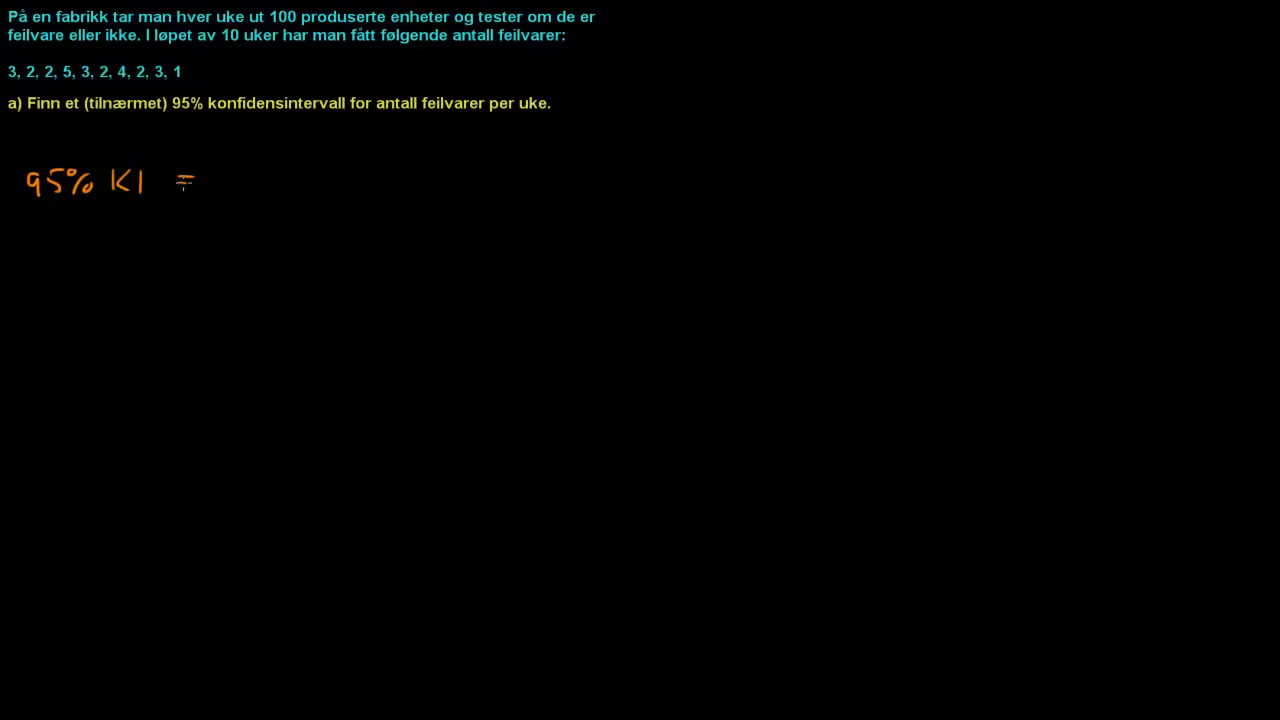 På en fabrikk tar man hver uke ut 100 produserte enheter og tester om de er
feilvare eller ikke. I løpet av 10 uker har man fått følgende antall feilvarer:
3, 2, 2, 5, 3, 2, 4, 2, 3, 1
a) Finn et (tilnærmet) 95% konfidensintervall for antall feilvarer per uke.
95% KI =